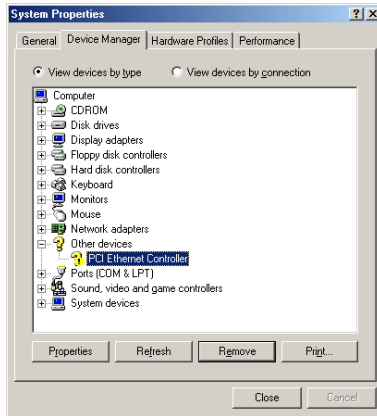 System Properties
General Device Manager Hardware Profiles Performance
View devices by type View devices by connection
Computer
CDROM
Disk drives
Display adapters
Floppy disk controllers
Hard disk controllers
Keyboard
Monitors
Mouse
Network adapters
Other devices
PCI Ethernet Controller
Ports (COM & LPT)
Sound, video and game controllers
System devices
Properties Refresh Remove Print...
Close Cancel